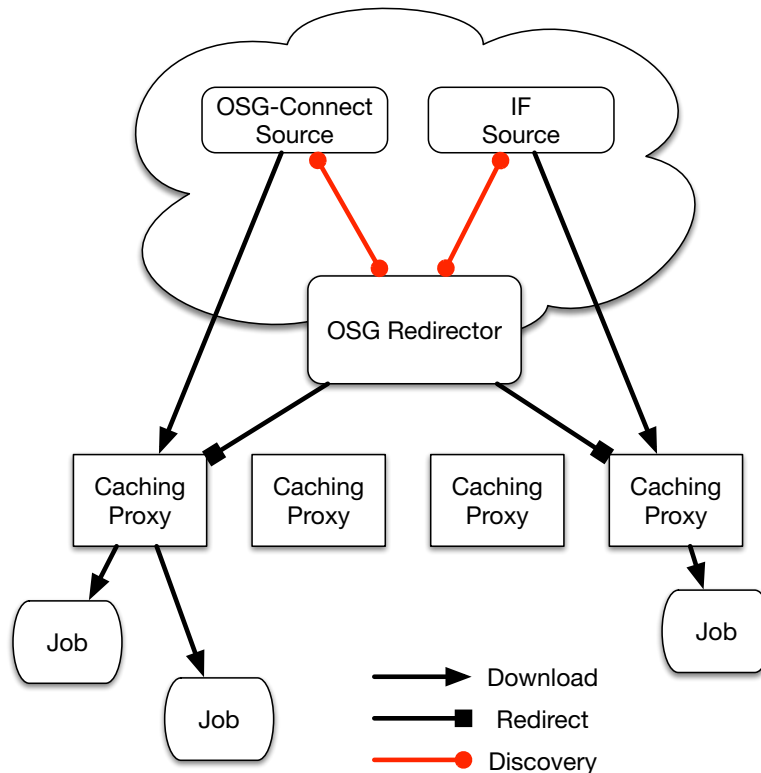 OSG-Connect
Source
IF
Source
OSG Redirector
Caching
Proxy
Caching
Proxy
Caching
Proxy
Caching
Proxy
Job
Job
Job
Download
Redirect
Discovery